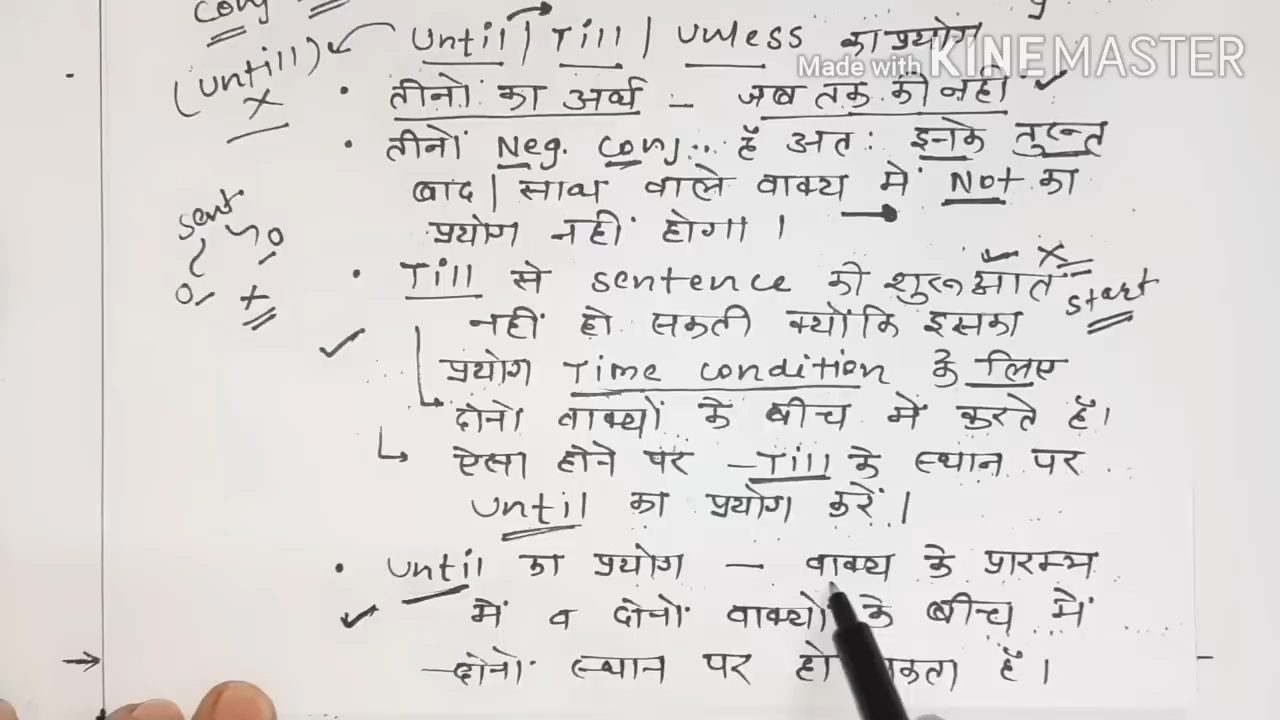 conj
Until / Till / Unless का प्रयोग
Made with KINEMASTER
(untill)
×
तीनों का अर्थ – जब तक की नहीं
तीनों Neg. Conj.. हैं अतः इनके तुरन्त
बाद / साथ वाले वाक्य में Not का
प्रयोग नहीं होगा।
sent
Till से sentence की शुरूआत
start
नहीं हो सकती क्योंकि इसका
प्रयोग Time condition के लिए
दोनो वाक्यों के बीच में करते हैं।
ऐसा होने पर – Till के स्थान पर
until का प्रयोग करें।
until का प्रयोग – वाक्य के प्रारम्भ
में व दोनो वाक्यों के बीच में
दोनो स्थान पर हो सकता है।